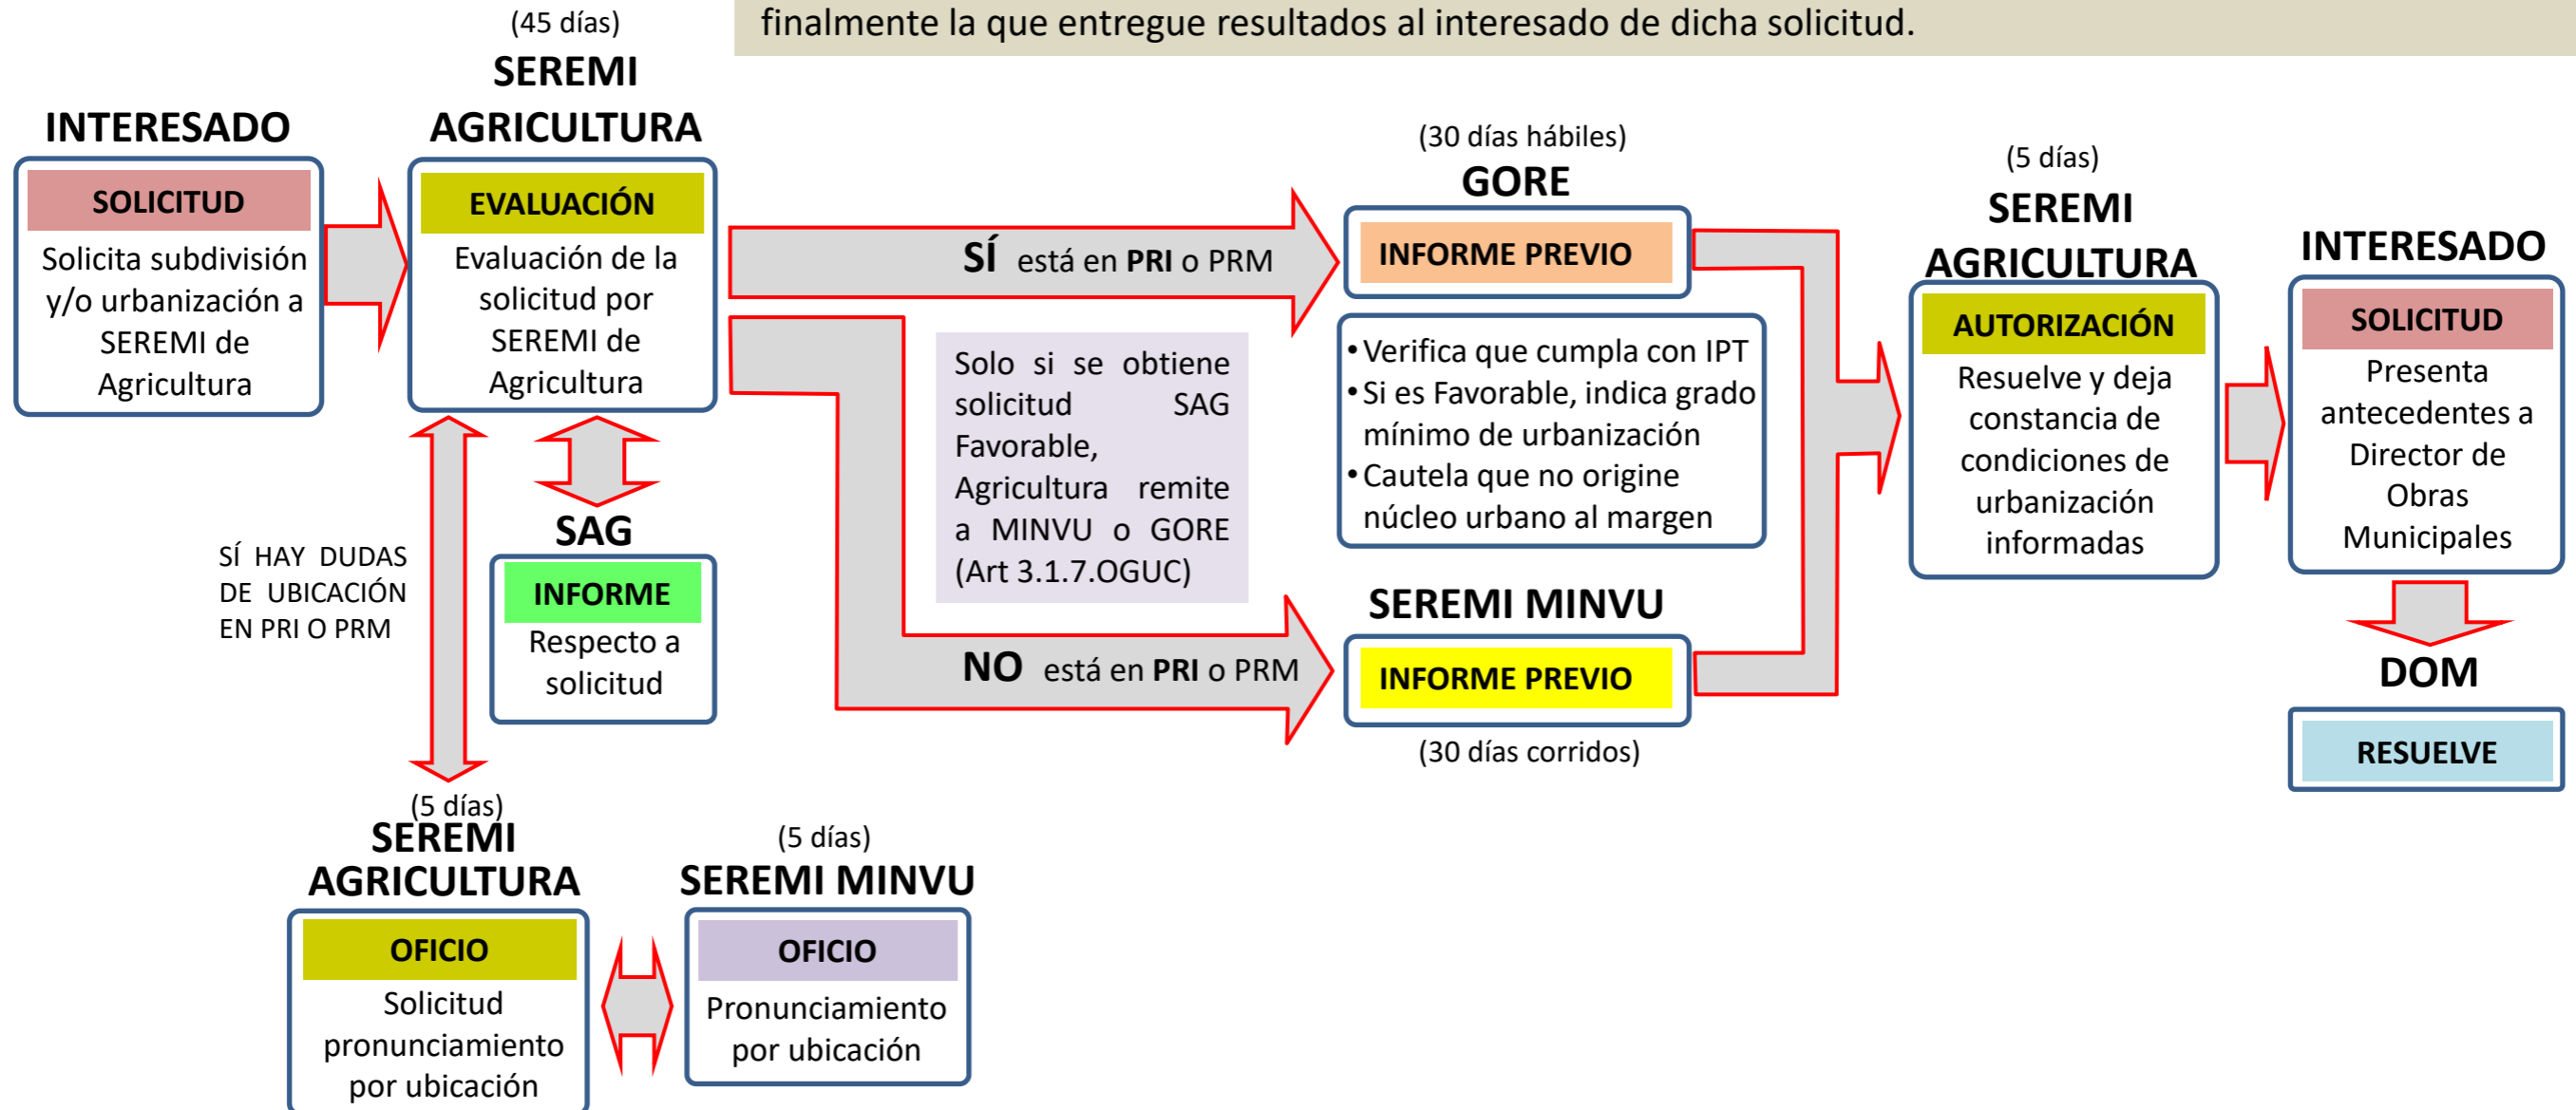 finalmente la que entregue resultados al interesado de dicha solicitud.
INTERESADO
SOLICITUD
Solicita subdivisión
y/o urbanización a
SEREMI de
Agricultura
(45 días)
SEREMI
AGRICULTURA
EVALUACIÓN
Evaluación de la
solicitud por
SEREMI de
Agricultura
SÍ HAY DUDAS
DE UBICACIÓN
EN PRI O PRM
SAG
INFORME
Respecto a
solicitud
(5 días)
SEREMI
AGRICULTURA
OFICIO
Solicitud
pronunciamiento
por ubicación
(5 días)
SEREMI MINVU
OFICIO
Pronunciamiento
por ubicación
SÍ está en PRI o PRM
Solo si se obtiene
solicitud SAG
Favorable,
Agricultura remite
a MINVU o GORE
(Art 3.1.7.OGUC)
NO está en PRI o PRM
(30 días hábiles)
GORE
INFORME PREVIO
• Verifica que cumpla con IPT
• Si es Favorable, indica grado
mínimo de urbanización
• Cautela que no origine
núcleo urbano al margen
SEREMI MINVU
INFORME PREVIO
(30 días corridos)
(5 días)
SEREMI
AGRICULTURA
AUTORIZACIÓN
Resuelve y deja
constancia de
condiciones de
urbanización
informadas
INTERESADO
SOLICITUD
Presenta
antecedentes a
Director de
Obras
Municipales
DOM
RESUELVE